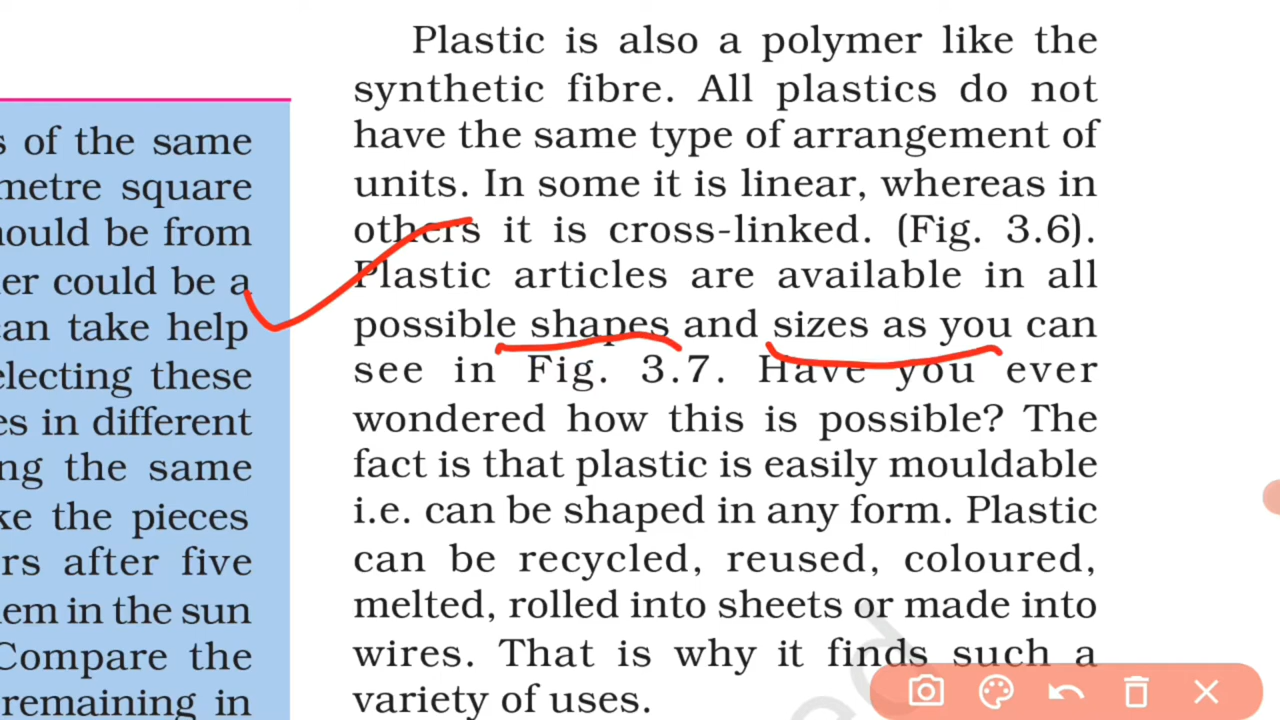 s of the same
metre square
hould be from
er could be a
can take help
electing these
es in different
ng the same
ke the pieces
rs after five
em in the sun
Compare the
remaining in
Plastic is also a polymer like the
synthetic fibre. All plastics do not
have the same type of arrangement of
units. In some it is linear, whereas in
others it is cross-linked. (Fig. 3.6).
Plastic articles are available in all
possible shapes and sizes as you can
see in Fig. 3.7. Have you ever
wondered how this is possible? The
fact is that plastic is easily mouldable
i.e. can be shaped in any form. Plastic
can be recycled, reused, coloured,
melted, rolled into sheets or made into
wires. That is why it finds such a
variety of uses.